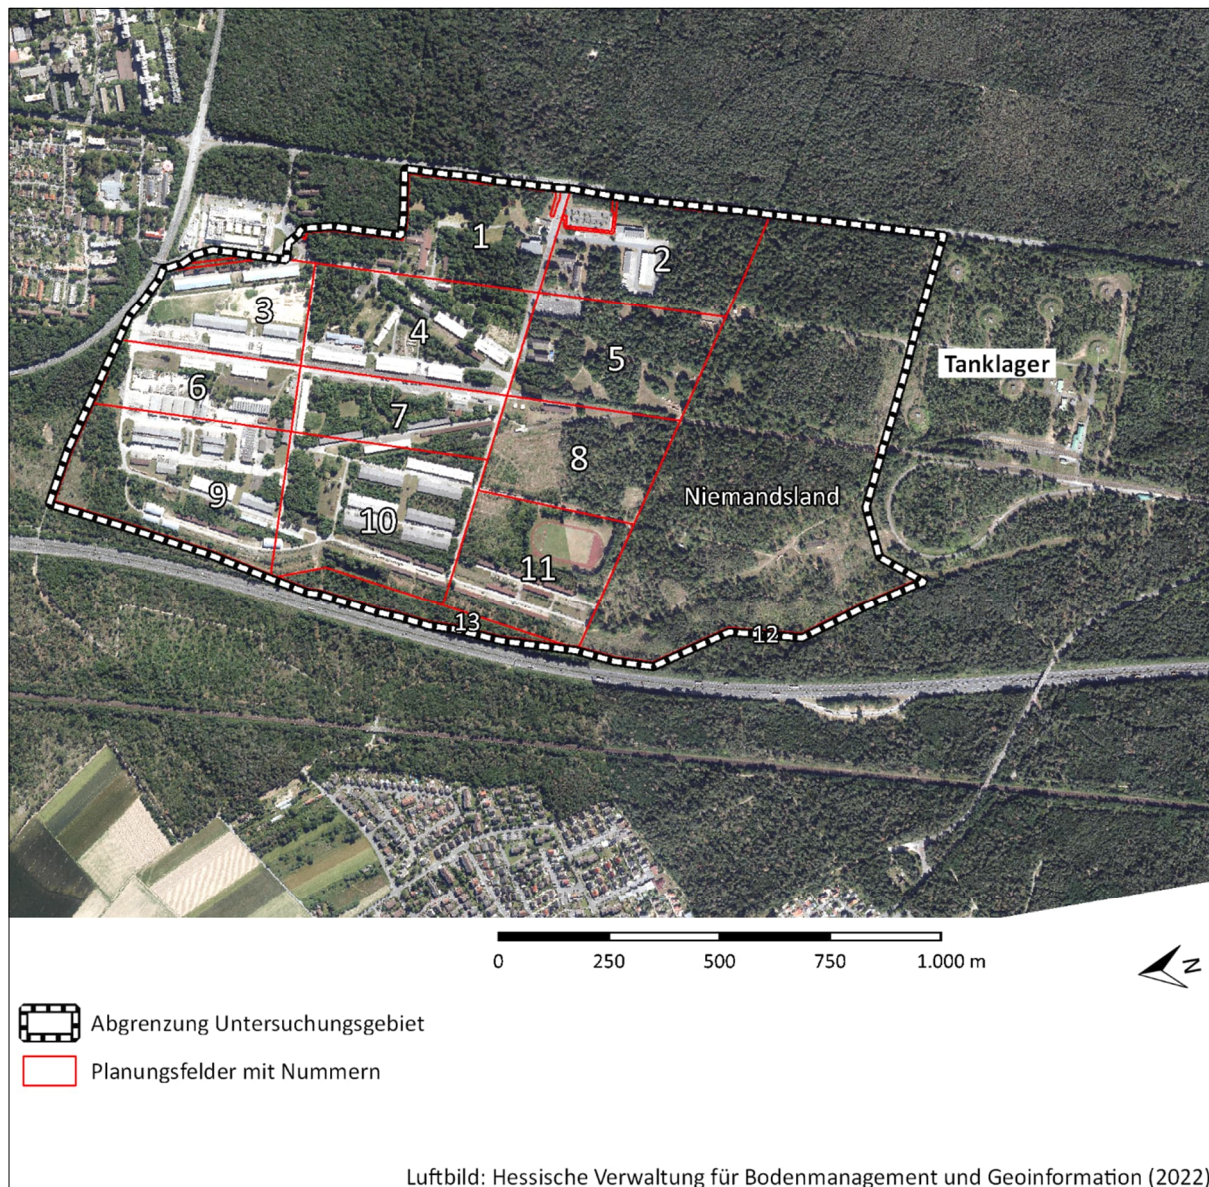 1
2
3
4
5
Tanklager
6
7
8
Niemandsland
9
10
11
13
12
0 250 500 750 1.000 m
N
Abgrenzung Untersuchungsgebiet
Planungsfelder mit Nummern
Luftbild: Hessische Verwaltung für Bodenmanagement und Geoinformation (2022)